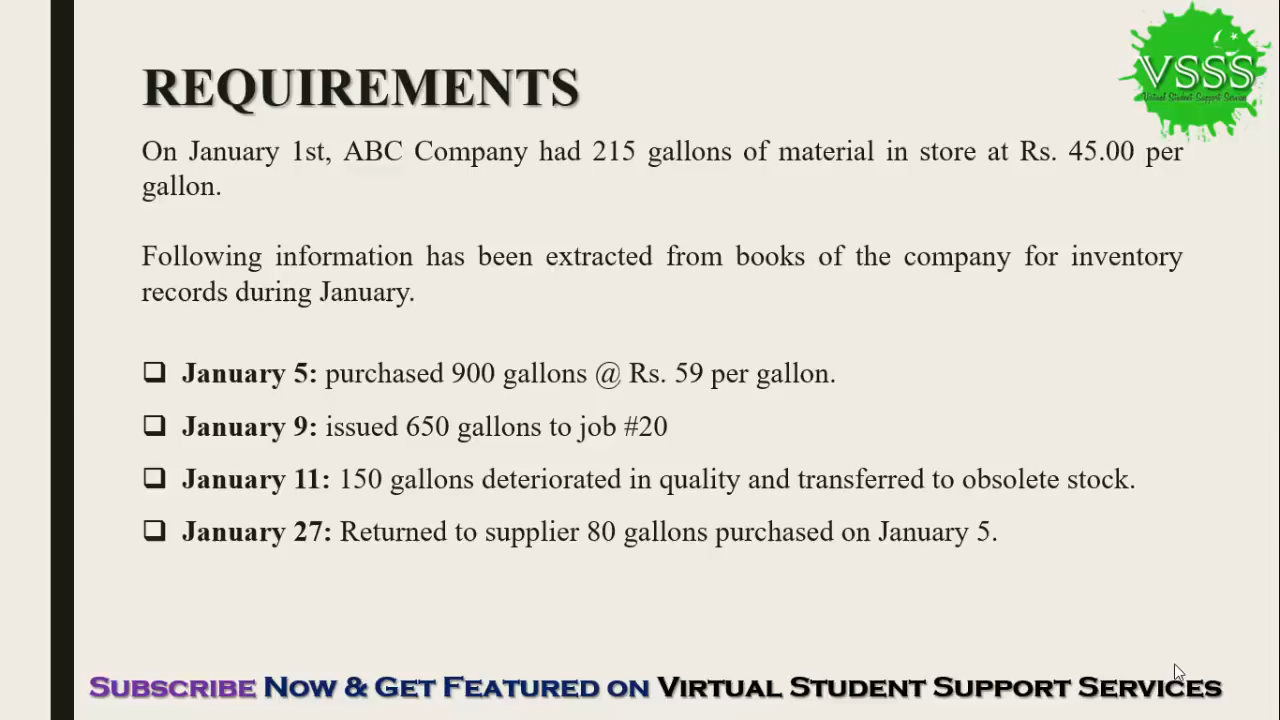 VSSS
Virtual Student Support Services
REQUIREMENTS
On January 1st, ABC Company had 215 gallons of material in store at Rs. 45.00 per
gallon.
Following information has been extracted from books of the company for inventory
records during January.
January 5: purchased 900 gallons @ Rs. 59 per gallon.
January 9: issued 650 gallons to job #20
January 11: 150 gallons deteriorated in quality and transferred to obsolete stock.
January 27: Returned to supplier 80 gallons purchased on January 5.
Subscribe Now & Get Featured on Virtual Student Support Services